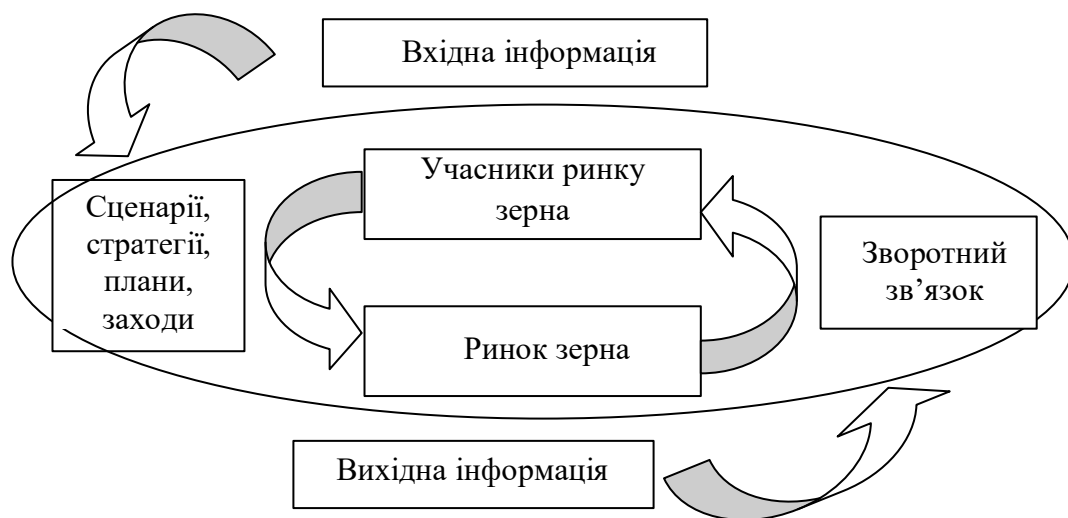 Вхідна інформація
Учасники ринку
зерна
Сценарії,
стратегії,
плани,
заходи
Зворотний
зв’язок
Ринок зерна
Вихідна інформація